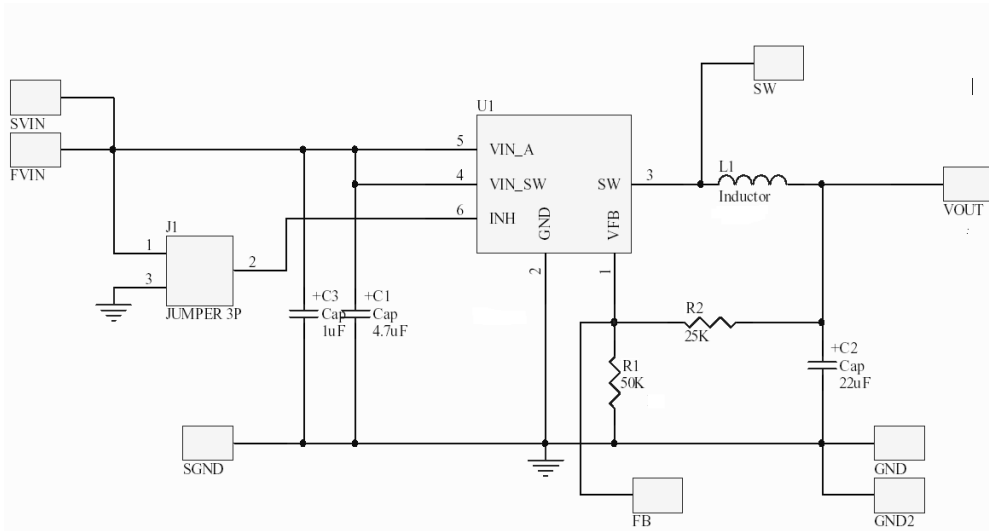 SW
SVIN
U1
FVIN
5
VIN_A
4
VIN_SW
SW
3
L1
Inductor
VOUT
6
INH
GND
VFB
J1
1
2
3
JUMPER 3P
2
1
+C3
Cap
1uF
+C1
Cap
4.7uF
R2
25K
R1
50K
+C2
Cap
22uF
SGND
GND
FB
GND2